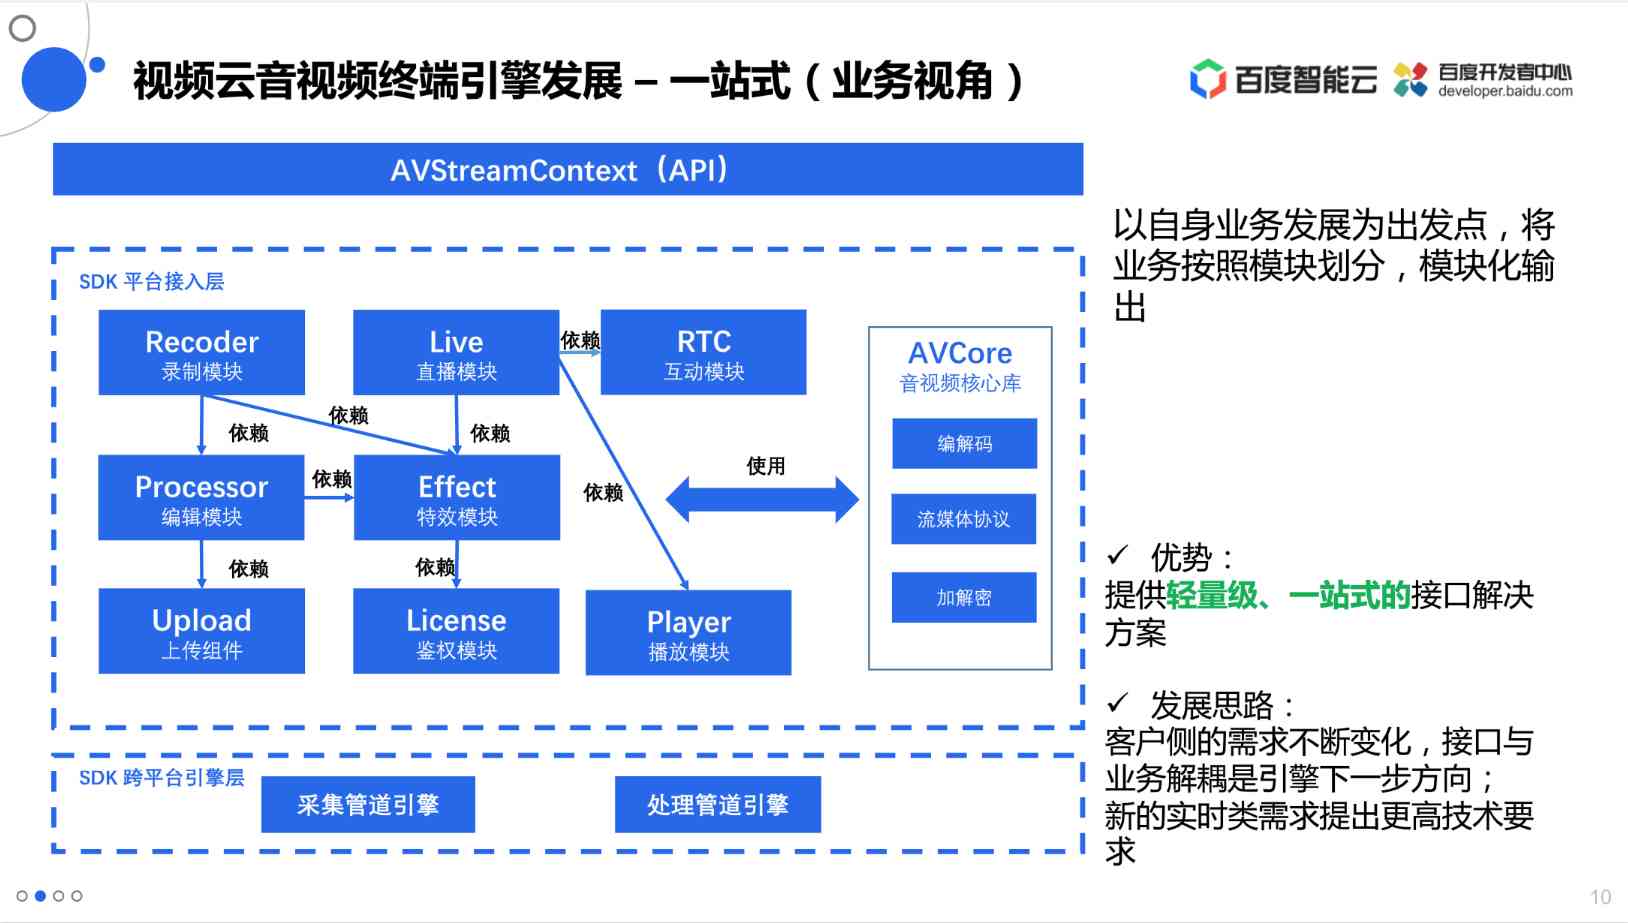 视频云音视频终端引擎发展 – 一站式（业务视角）
百度智能云
百度开发者中心
developer.baidu.com
AVStreamContext（API）
以自身业务发展为出发点，将
业务按照模块划分，模块化输
出
SDK 平台接入层
Recoder
录制模块
Live
直播模块
依赖
RTC
互动模块
AVCore
音视频核心库
编解码
流媒体协议
加解密
依赖
依赖
依赖
Processor
编辑模块
依赖
Effect
特效模块
依赖
使用
依赖
依赖
Upload
上传组件
License
鉴权模块
Player
播放模块
✓ 优势：
提供轻量级、一站式的接口解决
方案
✓ 发展思路：
客户侧的需求不断变化，接口与
业务解耦是引擎下一步方向；
新的实时类需求提出更高技术要
求
SDK 跨平台引擎层
采集管道引擎
处理管道引擎
10